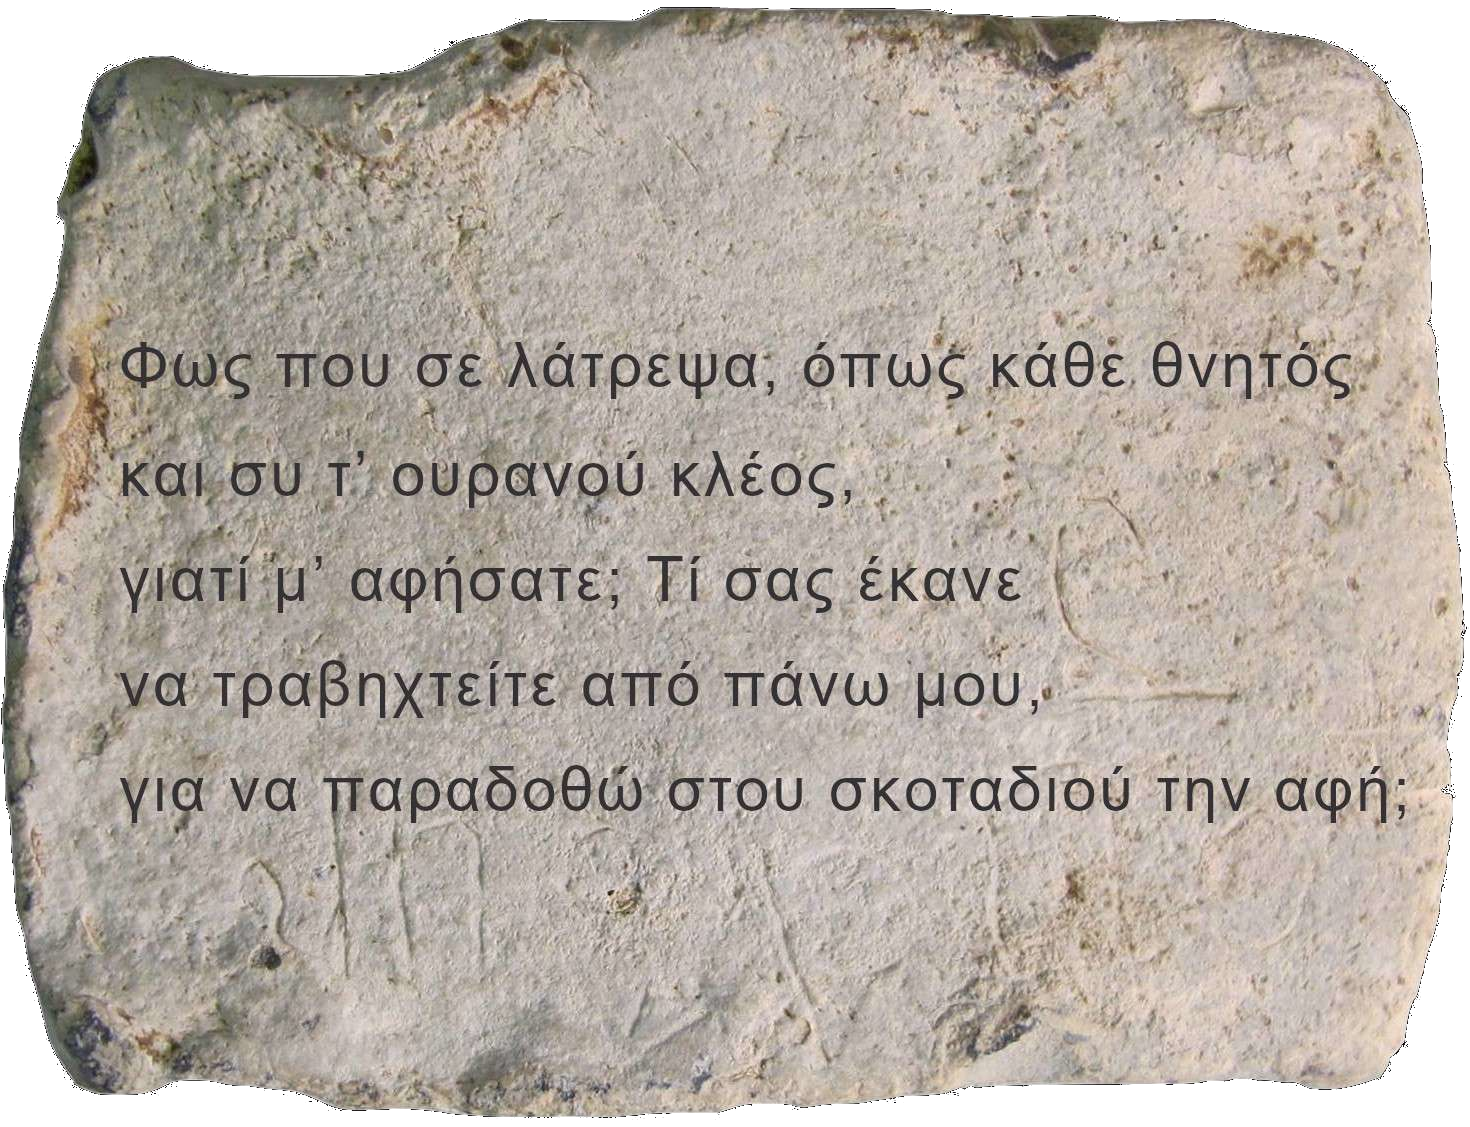 Φως που σε λάτρεψα, όπως κάθε θνητός
και συ τ’ ουρανού κλέος,
γιατί μ’ αφήσατε; Τί σας έκανε
να τραβηχτείτε από πάνω μου,
για να παραδοθώ στου σκοταδιού την αφή;